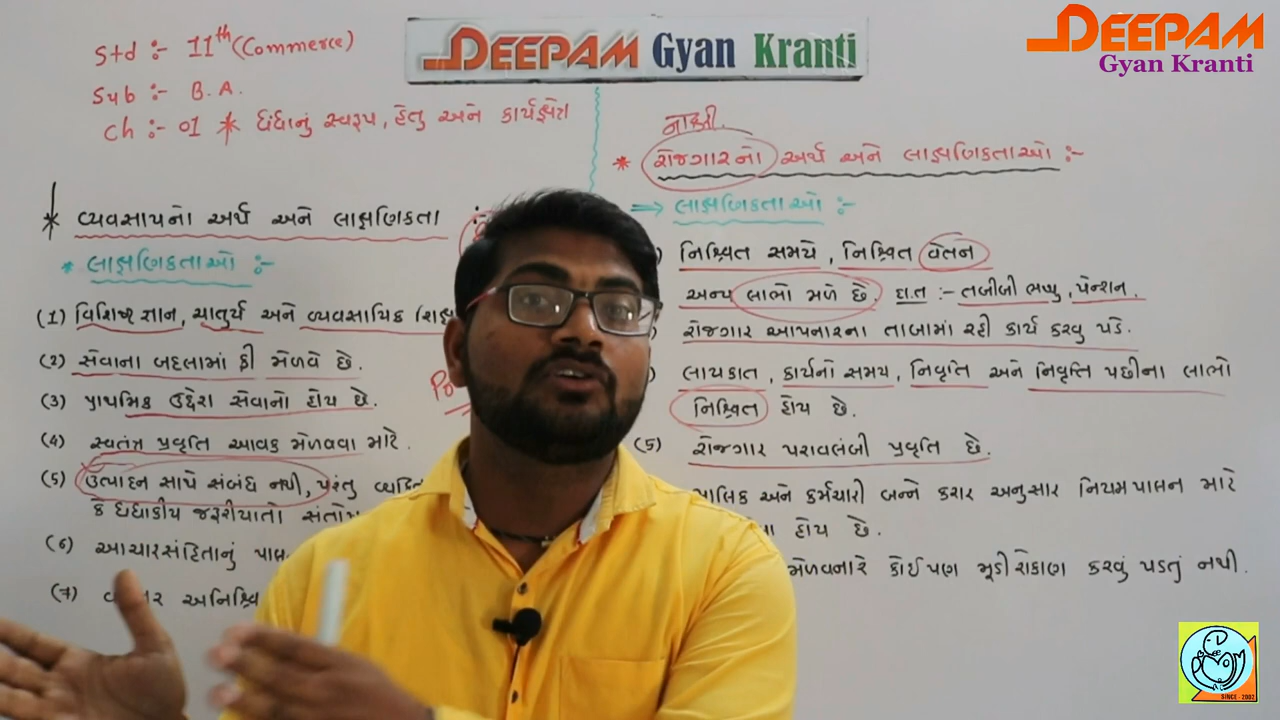 DEEPAM Gyan Kranti
DEEPAM
Gyan Kranti
Std :- 11th (Commerce)
Sub :- B.A.
Ch :- 01 * ધંધાનું સ્વરૂપ, હેતુ અને કાર્યક્ષેત્ર
* વ્યવસાયનો અર્થ અને લાક્ષણિકતા :-
* લાક્ષણિકતાઓ :-
(1) વિશિષ્ટ જ્ઞાન, ચાતુર્ય અને વ્યવસાયિક
(2) સેવાના બદલામાં ફી મેળવે છે.
(3) પ્રાથમિક ઉદ્દેશ સેવાનો હોય છે.
(4) સ્વતંત્ર પ્રવૃતિ આવક મેળવવા માટે.
(5) ઉત્પાદન સાથે સંબંધ નથી, પરંતુ
કે ધંધાકીય જરૂરીયાતો
(6) આચારસંહિતાનું
(7)
નોકરી.
* રોજગારનો અર્થ અને લાક્ષણિકતાઓ :-
⇒ લાક્ષણિકતાઓ :-
નિશ્ચિત સમયે, નિશ્ચિત વેતન
અન્ય લાભો મળે છે. દા.ત :- તબીબી ભથ્થુ, પેન્શન.
રોજગાર આપનારના તાબામાં રહી કાર્ય કરવુ પડે.
લાયકાત, કાર્યનો સમય, નિવૃત્તિ અને નિવૃત્તિ પછીના લાભો
નિશ્ચિત હોય છે.
(5) રોજગાર પરાવલંબી પ્રવૃતિ છે.
માલિક અને કર્મચારી બન્ને કરાર અનુસાર નિયમપાલન માટે
હોય છે.
મેળવનારે કોઈપણ મૂડીરોકાણ કરવું પડતું નથી.
SINCE - 2002